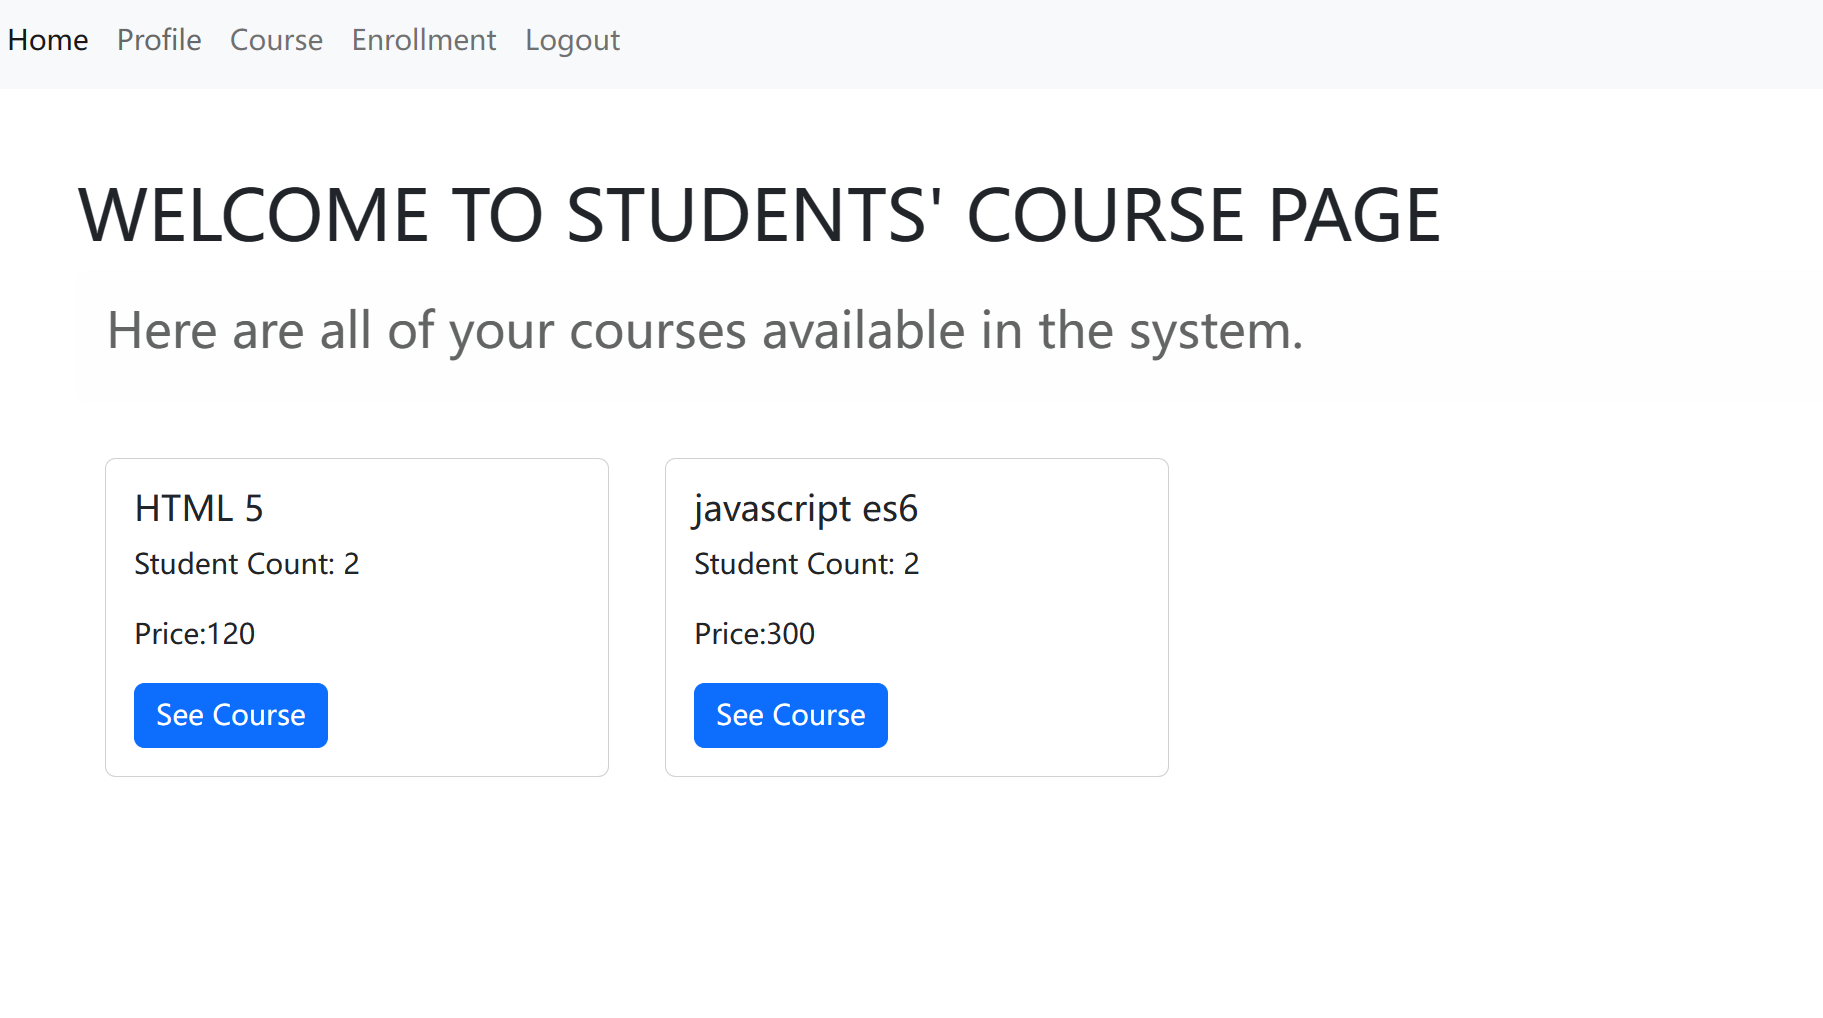 Home Profile Course Enrollment Logout
WELCOME TO STUDENTS' COURSE PAGE
Here are all of your courses available in the system.
HTML 5
Student Count: 2
Price:120
See Course
javascript es6
Student Count: 2
Price:300
See Course